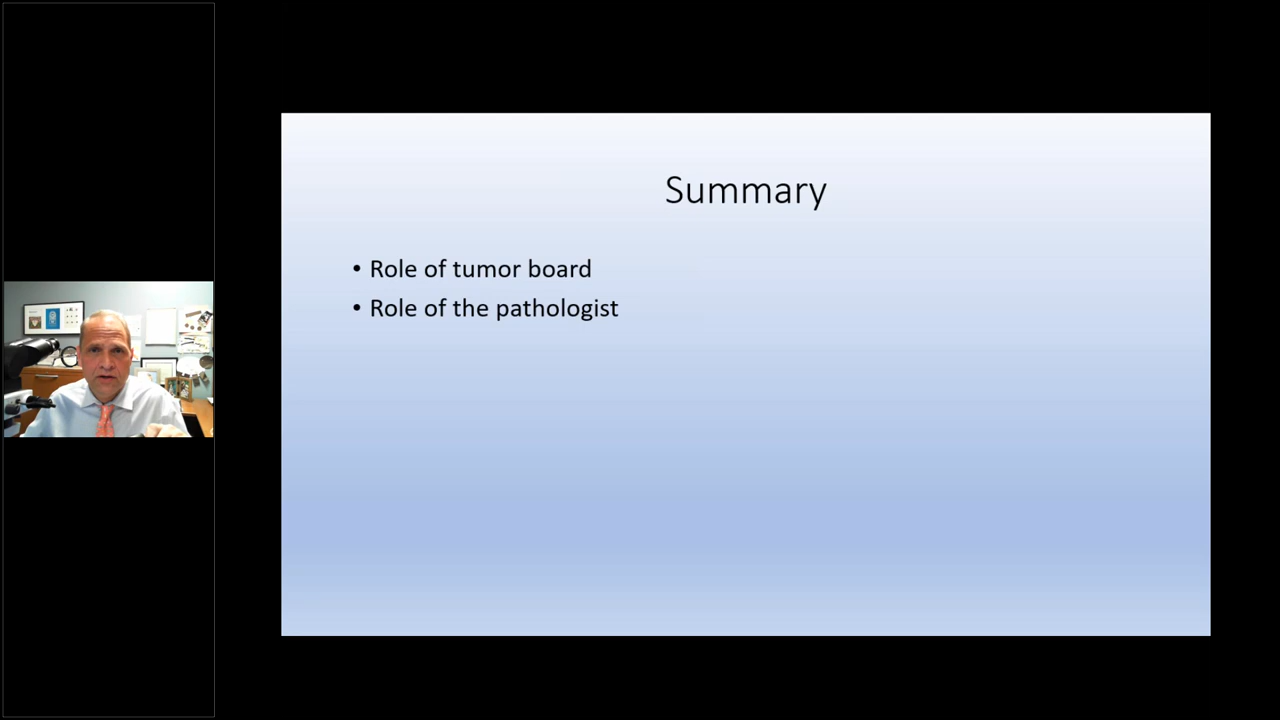 Summary
• Role of tumor board
• Role of the pathologist